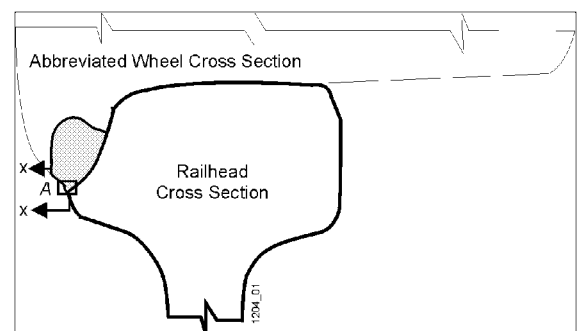 Abbreviated Wheel Cross Section
Railhead
Cross Section
X
A
X
1204_01